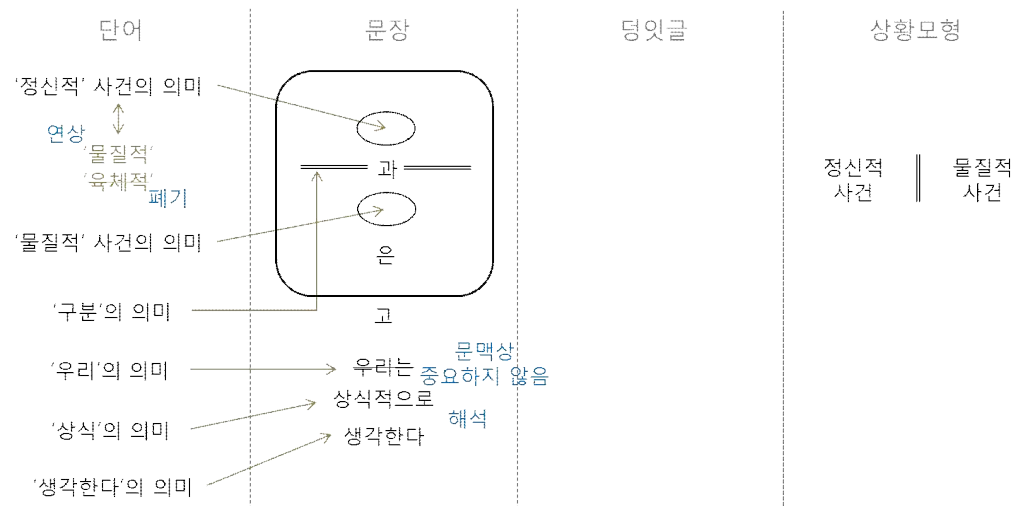 단어
문장
덩잇글
상황모형
'정신적' 사건의 의미
연상
'물질적'
'육체적'
폐기
'물질적' 사건의 의미
'구분'의 의미
'우리'의 의미
'상식'의 의미
'생각한다'의 의미
과
은
고
우리는
문맥상
중요하지 않음
상식적으로
해석
생각한다
정신적
사건
물질적
사건